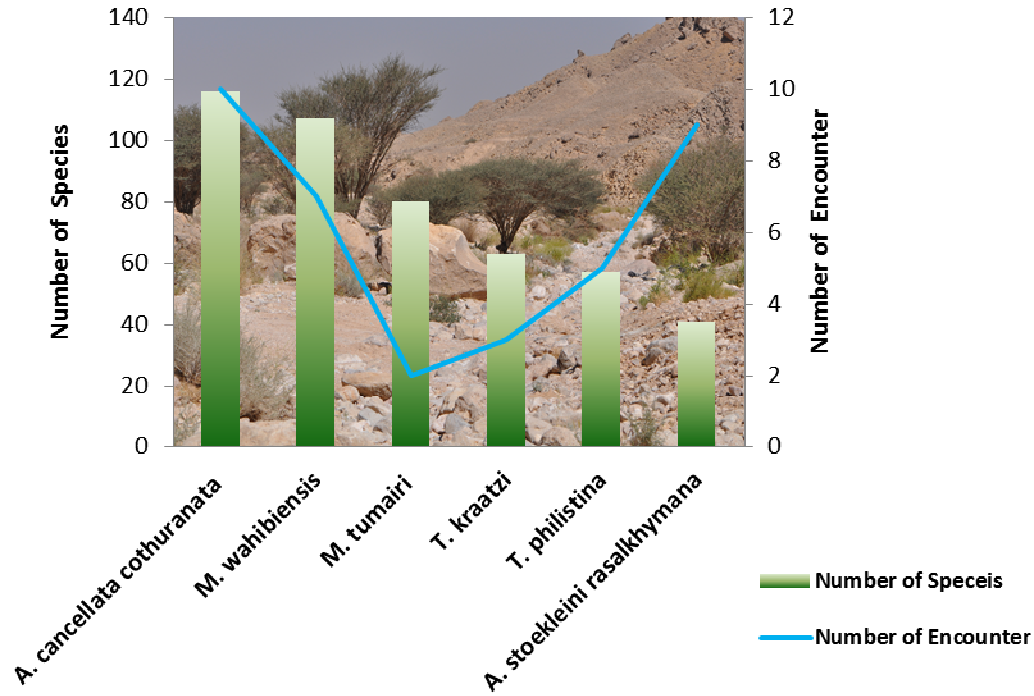 140
120
100
80
60
40
20
0
Number of Species
12
10
8
6
4
2
0
Number of Encounter
A. cancellata cothuranata
M. wahibiensis
M. tumairi
T. kraatzi
T. philistina
A. stoekleini rasalkhymana
Number of Speceis
Number of Encounter